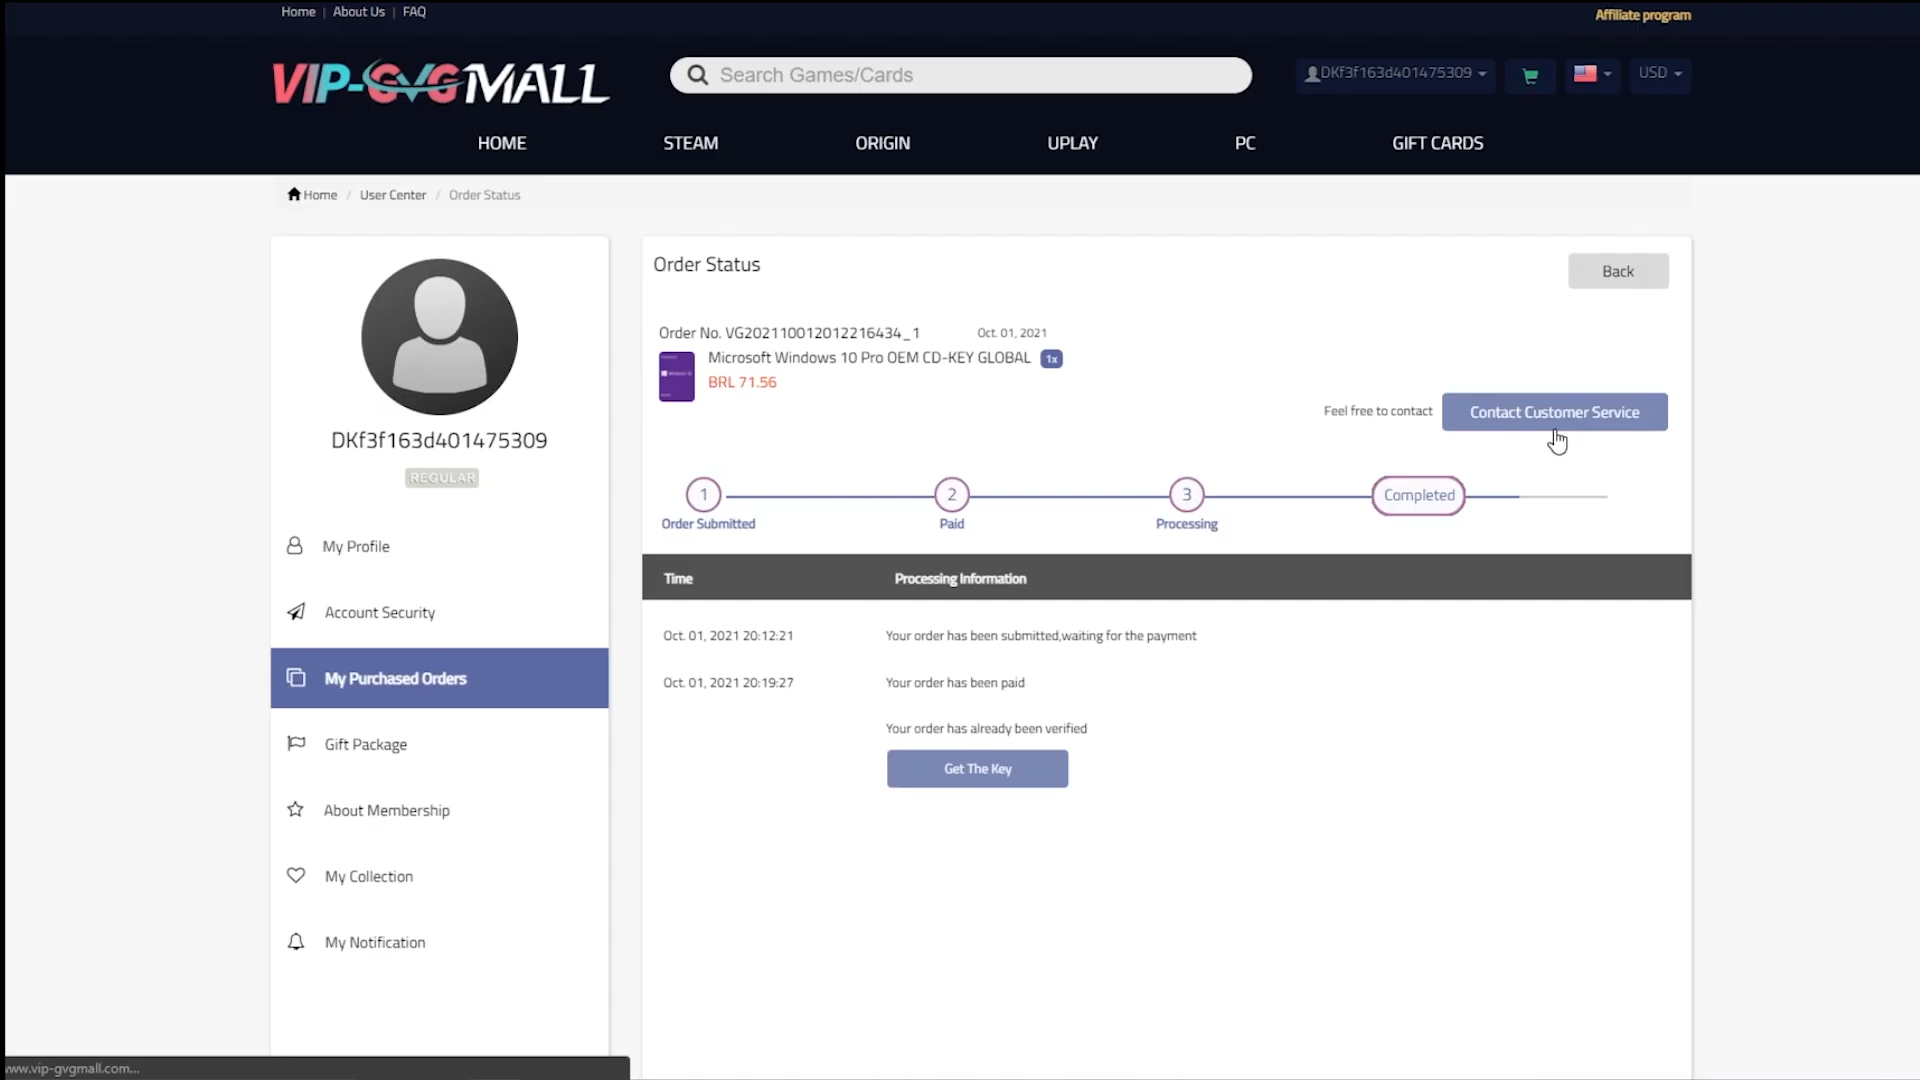 Home | About Us | FAQ
Affiliate program
VIP-GVGMALL
Search Games/Cards
DKf3f163d401475309
USD
HOME
STEAM
ORIGIN
UPLAY
PC
GIFT CARDS
Home / User Center / Order Status
DKf3f163d401475309
REGULAR
My Profile
Account Security
My Purchased Orders
Gift Package
About Membership
My Collection
My Notification
Order Status
Back
Order No. VG202110012012216434_1
Oct. 01, 2021
Microsoft Windows 10 Pro OEM CD-KEY GLOBAL 1x
BRL 71.56
Feel free to contact
Contact Customer Service
1
2
3
Completed
Order Submitted
Paid
Processing
Time
Processing Information
Oct. 01, 2021 20:12:21
Your order has been submitted,waiting for the payment
Oct. 01, 2021 20:19:27
Your order has been paid
Your order has already been verified
Get The Key
www.vip-gvgmall.com...